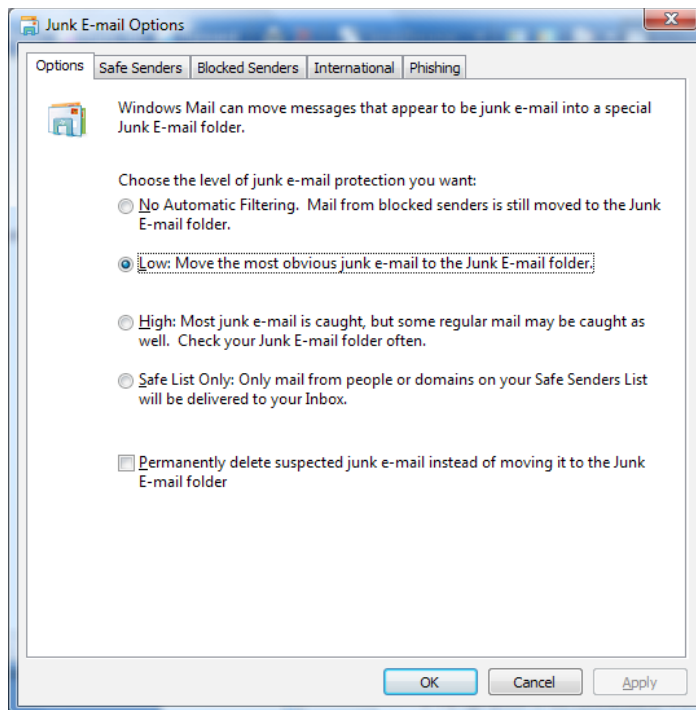 Junk E-mail Options
Options Safe Senders Blocked Senders International Phishing
Windows Mail can move messages that appear to be junk e-mail into a special
Junk E-mail folder.
Choose the level of junk e-mail protection you want:
No Automatic Filtering.  Mail from blocked senders is still moved to the Junk
E-mail folder.
Low: Move the most obvious junk e-mail to the Junk E-mail folder.
High: Most junk e-mail is caught, but some regular mail may be caught as
well.  Check your Junk E-mail folder often.
Safe List Only: Only mail from people or domains on your Safe Senders List
will be delivered to your Inbox.
Permanently delete suspected junk e-mail instead of moving it to the Junk
E-mail folder
OK Cancel Apply